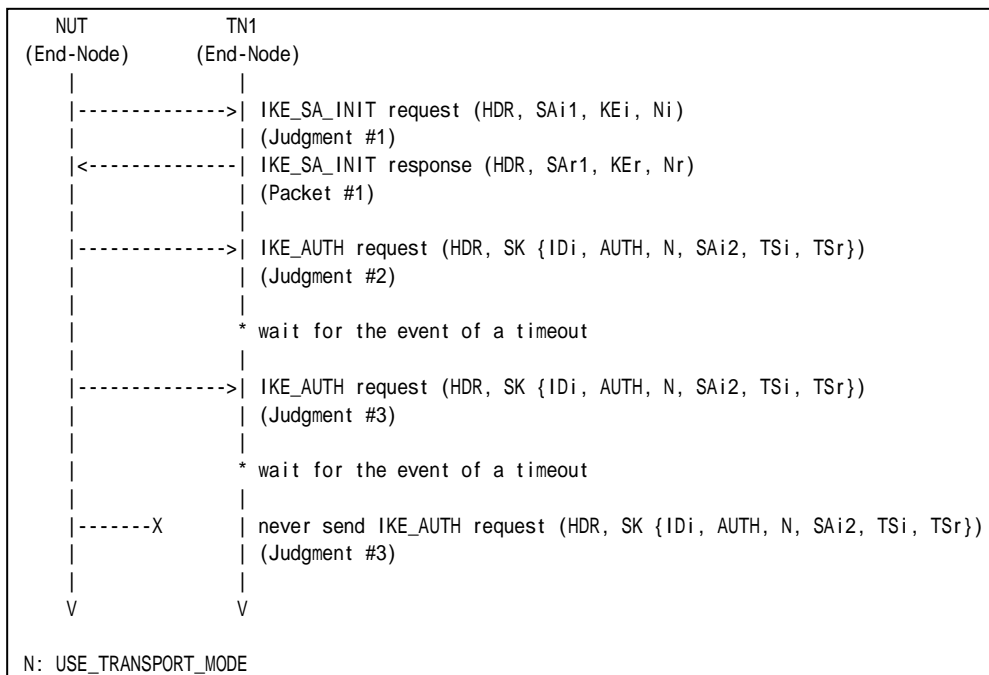 NUT TN1
(End-Node) (End-Node)
| |
|-------------->| IKE_SA_INIT request (HDR, SAi1, KEi, Ni)
| | (Judgment #1)
|<--------------| IKE_SA_INIT response (HDR, SAr1, KEr, Nr)
| | (Packet #1)
| |
|-------------->| IKE_AUTH request (HDR, SK {IDi, AUTH, N, SAi2, TSi, TSr})
| | (Judgment #2)
| |
| * wait for the event of a timeout
| |
|-------------->| IKE_AUTH request (HDR, SK {IDi, AUTH, N, SAi2, TSi, TSr})
| | (Judgment #3)
| |
| * wait for the event of a timeout
| |
|-------X | never send IKE_AUTH request (HDR, SK {IDi, AUTH, N, SAi2, TSi, TSr})
| | (Judgment #3)
| |
V V
N: USE_TRANSPORT_MODE